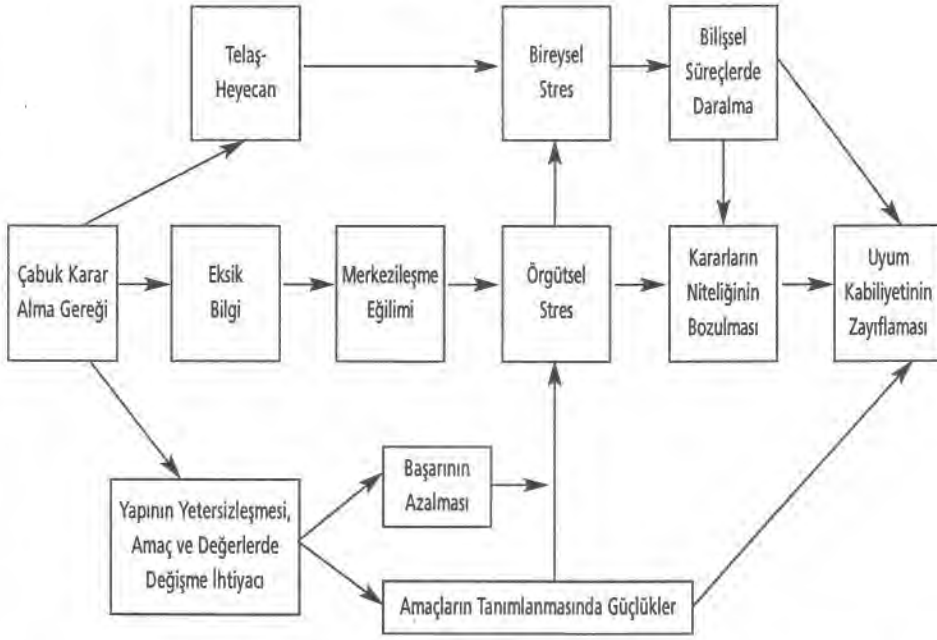 Telaş-
Heyecan
Bireysel
Stres
Bilişsel
Süreçlerde
Daralma
Çabuk Karar
Alma Gereği
Eksik
Bilgi
Merkezileşme
Eğilimi
Örgütsel
Stres
Kararların
Niteliğinin
Bozulması
Uyum
Kabiliyetinin
Zayıflaması
Yapının Yetersizleşmesi,
Amaç ve Değerlerde
Değişme İhtiyacı
Başarının
Azalması
Amaçların Tanımlanmasında Güçlükler